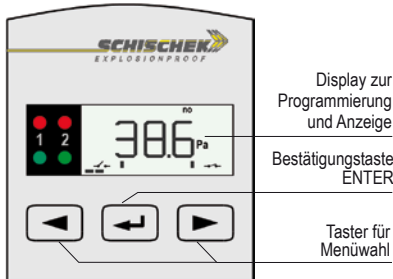 SCHISCHEK
EXPLOSIONPROOF
no
1 2
38.6 Pa
Display zur
Programmierung
und Anzeige
Bestätigungstaste
ENTER
Taster für
Menüwahl